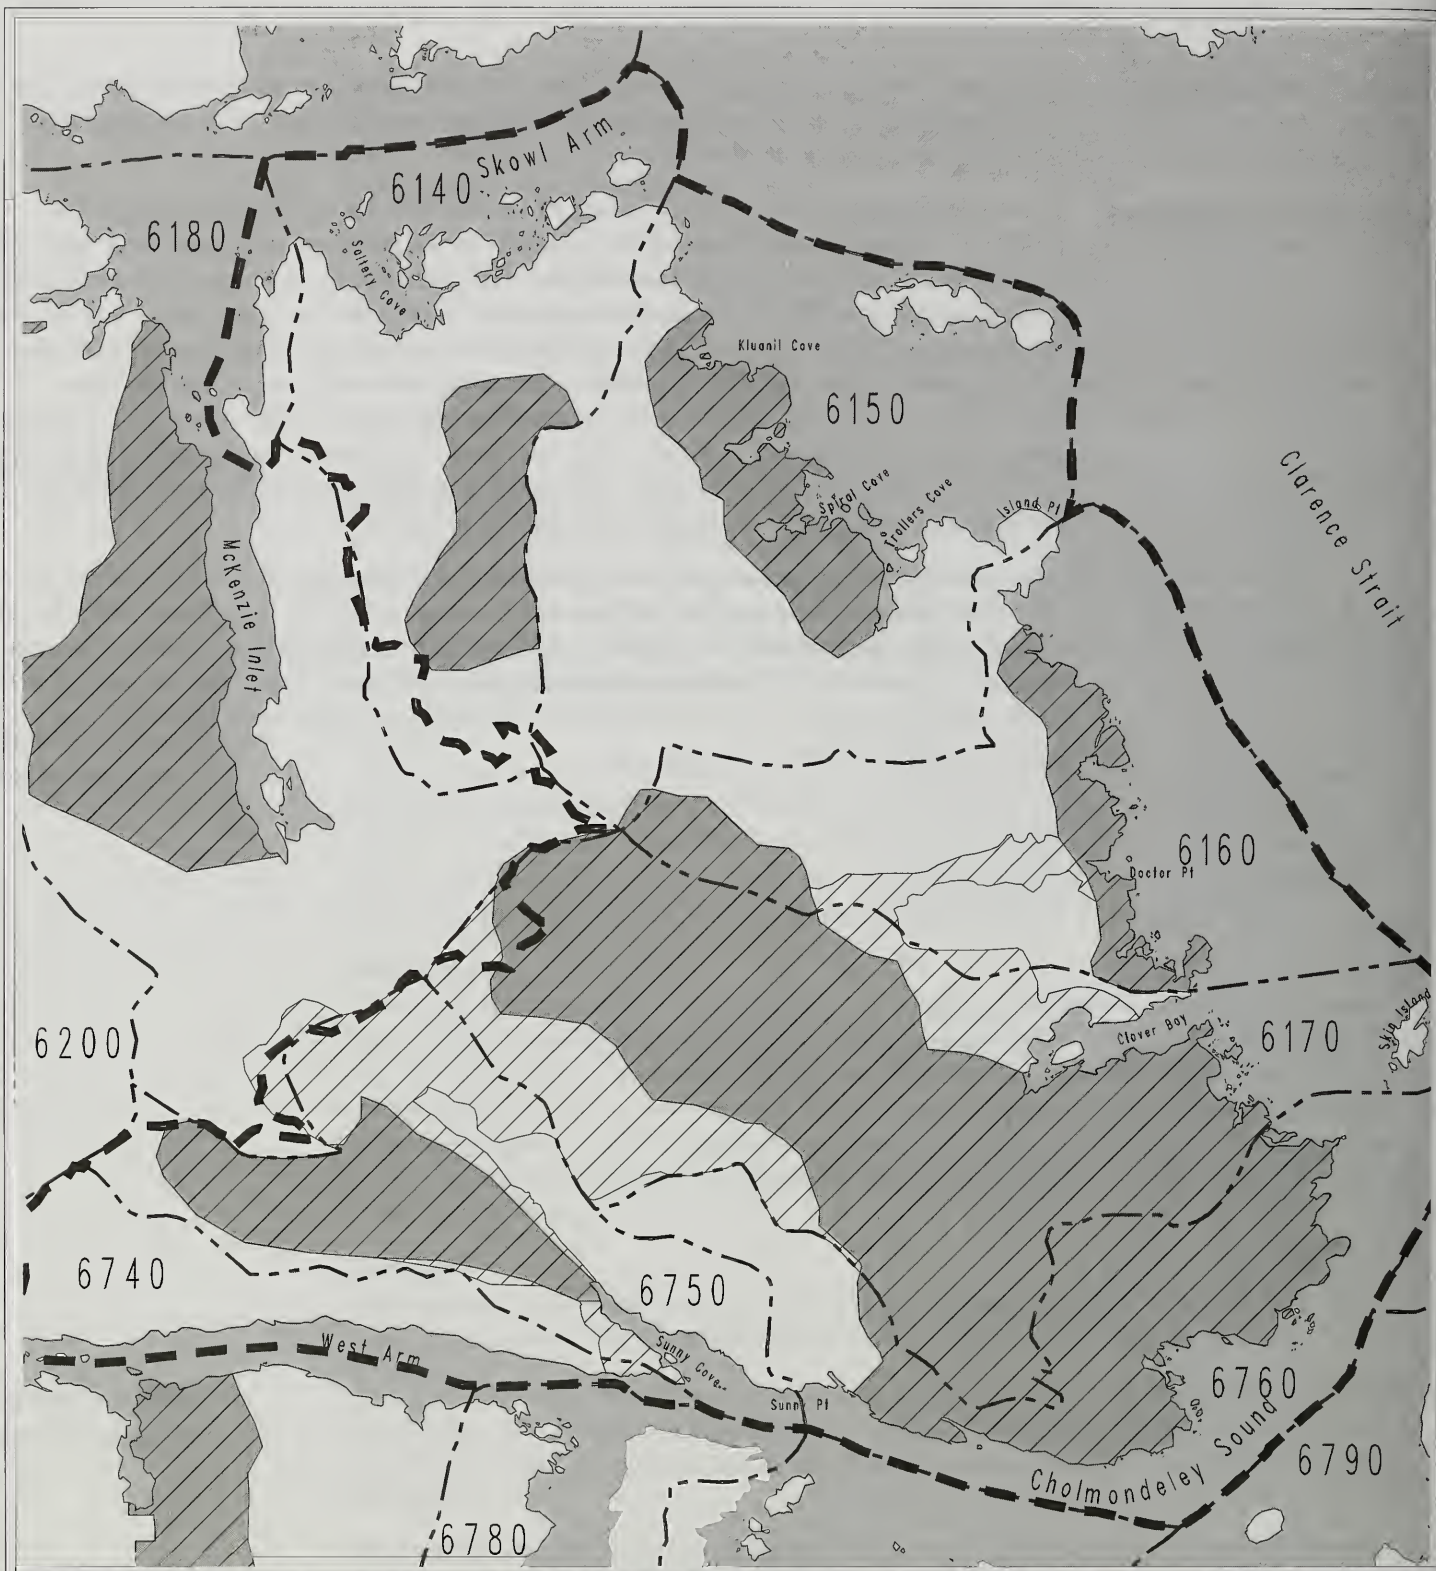 Skowl Arm
6140
6180
Saltery Cove
Kluanil Cove
6150
Clarence Strait
Spiral Cove
Trollers Cove
Island Pt
McKenzie Inlet
6160
Doctor Pt
6200
Clover Bay
6170
Skin Island
6740
6750
West Arm
Sunny Cove
6760
Sunny Pt
Cholmondeley Sound
6790
6780